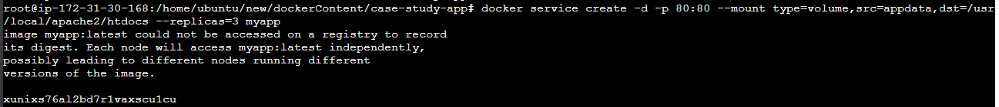 root@ip-172-31-30-168:/home/ubuntu/new/dockerContent/case-study-app# docker service create -d -p 80:80 --mount type=volume,src=appdata,dst=/usr
/local/apache2/htdocs --replicas=3 myapp
image myapp:latest could not be accessed on a registry to record
its digest. Each node will access myapp:latest independently,
possibly leading to different nodes running different
versions of the image.
xunixs76al2bd7r1vaxscu1cu